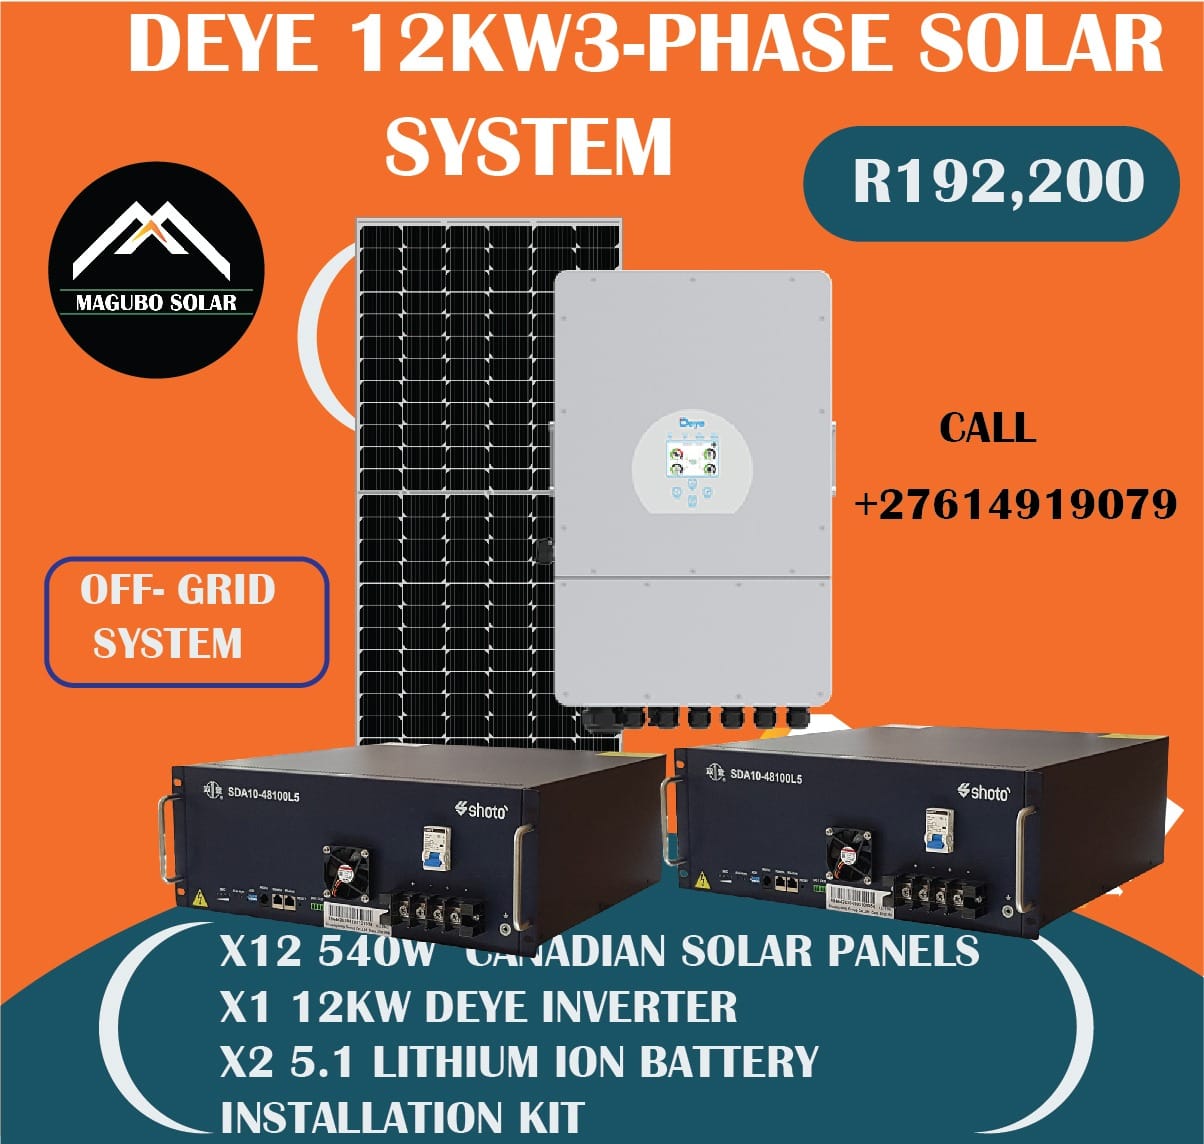 DEYE 12KW3-PHASE SOLAR
SYSTEM
R192,200
MAGUBO SOLAR
Deye
CALL
+27614919079
OFF- GRID
SYSTEM
SDA10-48100L5
shoto
SDA10-48100L5
shoto
X12 540W CANADIAN SOLAR PANELS
X1 12KW DEYE INVERTER
X2 5.1 LITHIUM ION BATTERY
INSTALLATION KIT